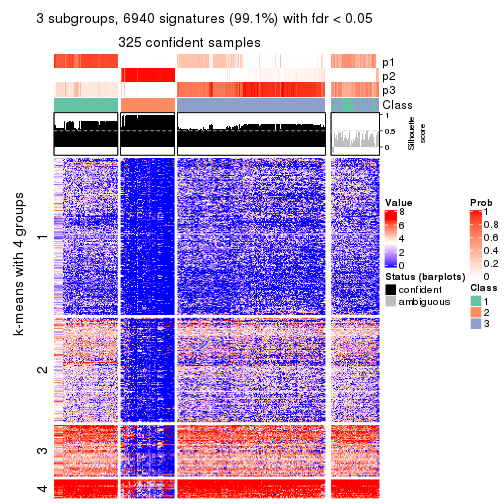 3 subgroups, 6940 signatures (99.1%) with fdr < 0.05
325 confident samples
p1
p2
p3
Class
1
0.5
0
Silhouette
score
k-means with 4 groups
1
2
3
4
Value
8
6
4
2
0
Status (barplots)
confident
ambiguous
Prob
1
0.8
0.6
0.4
0.2
0
Class
1
2
3